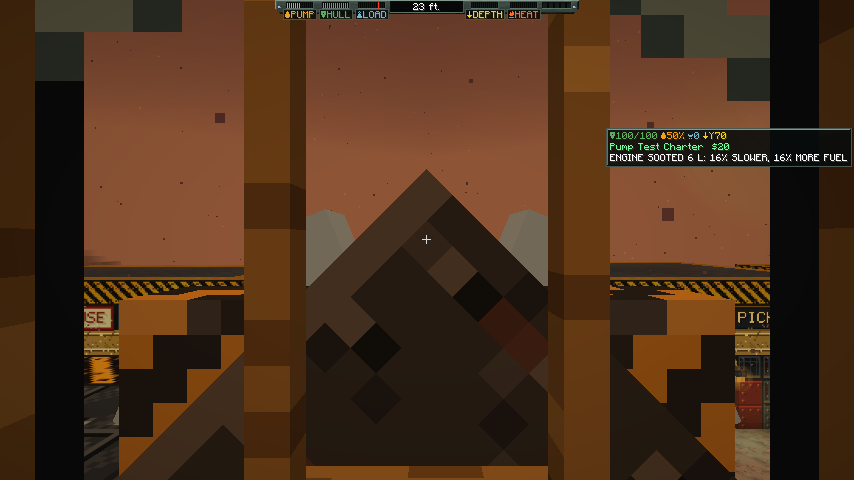 23 ft.
PUMP HULL LOAD DEPTH HEAT
100/100 50% 0 Y70
Pump Test Charter $20
ENGINE SOOTED 6 L: 16% SLOWER, 16% MORE FUEL
SE
PICK